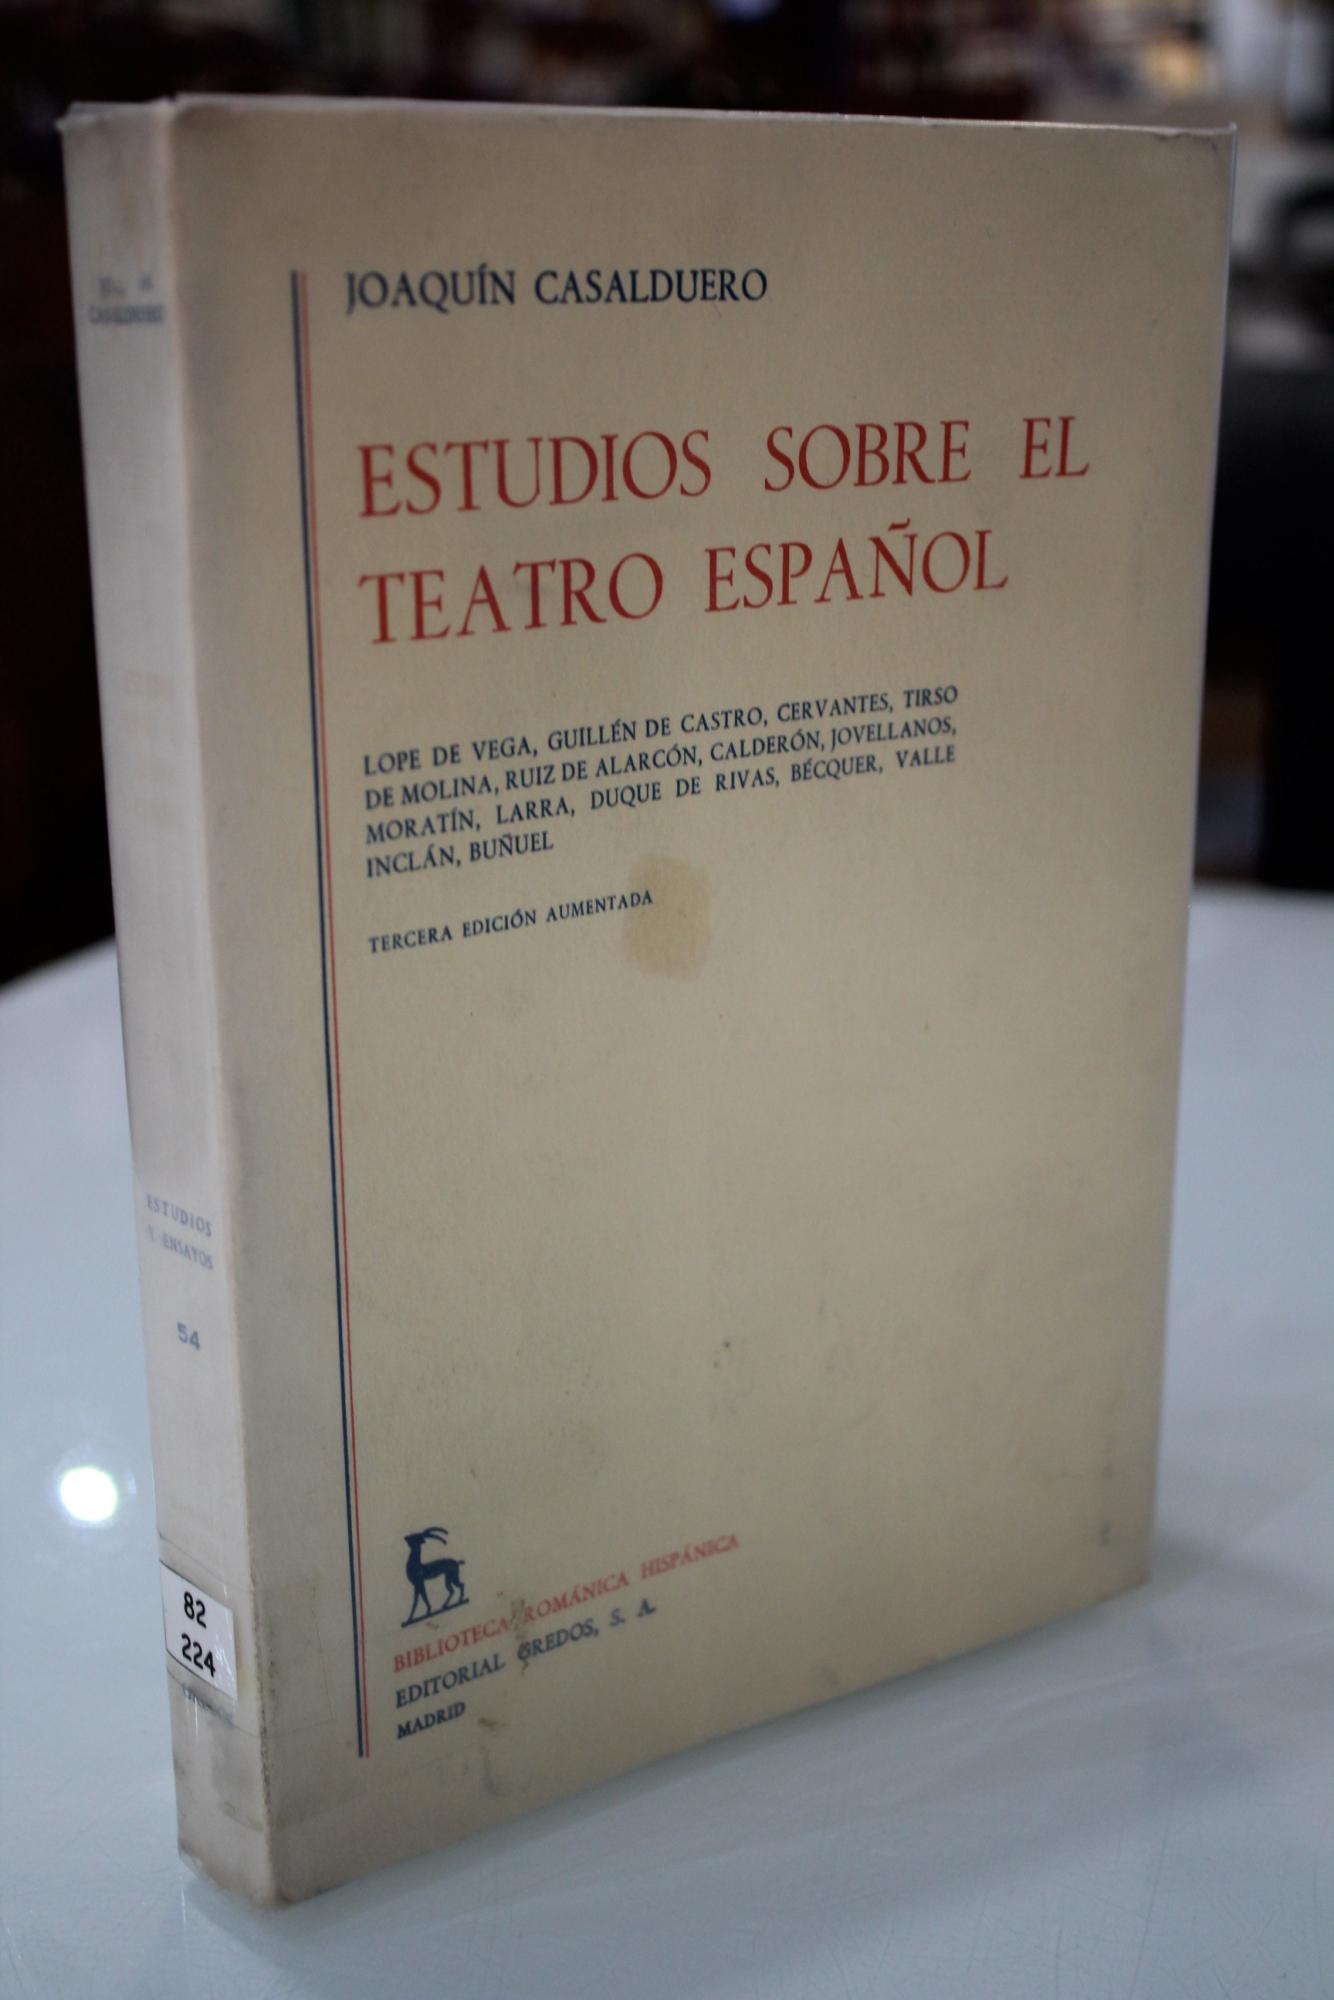 JOAQUÍN CASALDUERO
ESTUDIOS SOBRE EL
TEATRO ESPAÑOL
LOPE DE VEGA, GUILLÉN DE CASTRO, CERVANTES, TIRSO
DE MOLINA, RUIZ DE ALARCÓN, CALDERÓN, JOVELLANOS,
MORATÍN, LARRA, DUQUE DE RIVAS, BÉCQUER, VALLE
INCLÁN, BUÑUEL
TERCERA EDICIÓN AUMENTADA
BIBLIOTECA ROMÁNICA HISPÁNICA
EDITORIAL GREDOS, S. A.
MADRID
CASALDUERO
ESTUDIOS
Y ENSAYOS
54
82
224